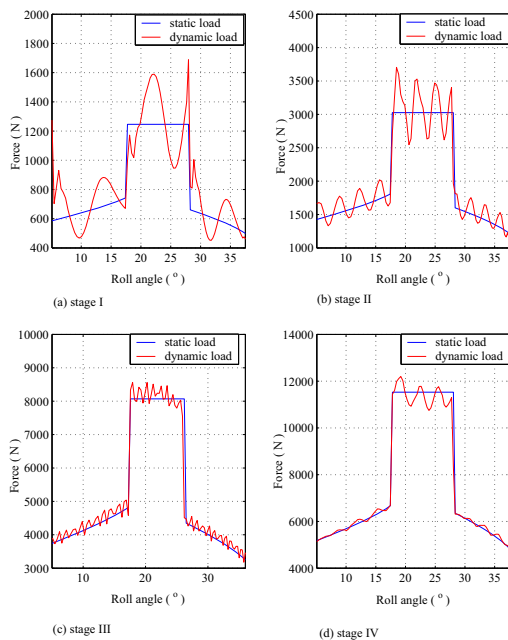 2000
1800
1600
1400
1200
1000
800
600
400
Force ( N )
static load
dynamic load
10 15 20 25 30 35
Roll angle ( ° )
(a) stage I
4500
4000
3500
3000
2500
2000
1500
1000
Force ( N )
static load
dynamic load
10 15 20 25 30 35
Roll angle ( ° )
(b) stage II
10000
9000
8000
7000
6000
5000
4000
3000
Force ( N )
static load
dynamic load
10 20 30
Roll angle ( ° )
(c) stage III
14000
12000
10000
8000
6000
4000
Force ( N )
static load
dynamic load
10 15 20 25 30 35
Roll angle ( ° )
(d) stage IV